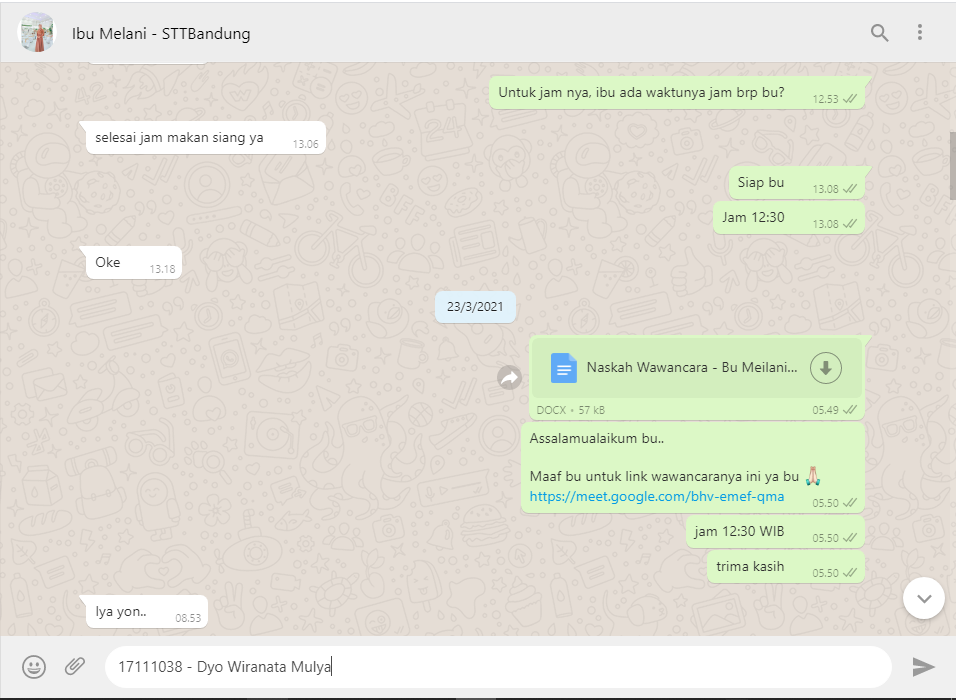 Ibu Melani - STTBandung
Untuk jam nya, ibu ada waktunya jam brp bu?
12.53
selesai jam makan siang ya
13.06
Siap bu
13.08
Jam 12:30
13.08
Oke
13.18
23/3/2021
Naskah Wawancara - Bu Meilani...
DOCX • 57 kB
05.49
Assalamualaikum bu..
Maaf bu untuk link wawancaranya ini ya bu 🙏🏻
https://meet.google.com/bhv-emef-qma
05.50
jam 12:30 WIB
05.50
trima kasih
05.50
Iya yon..
08.53
17111038 - Dyo Wiranata Mulya